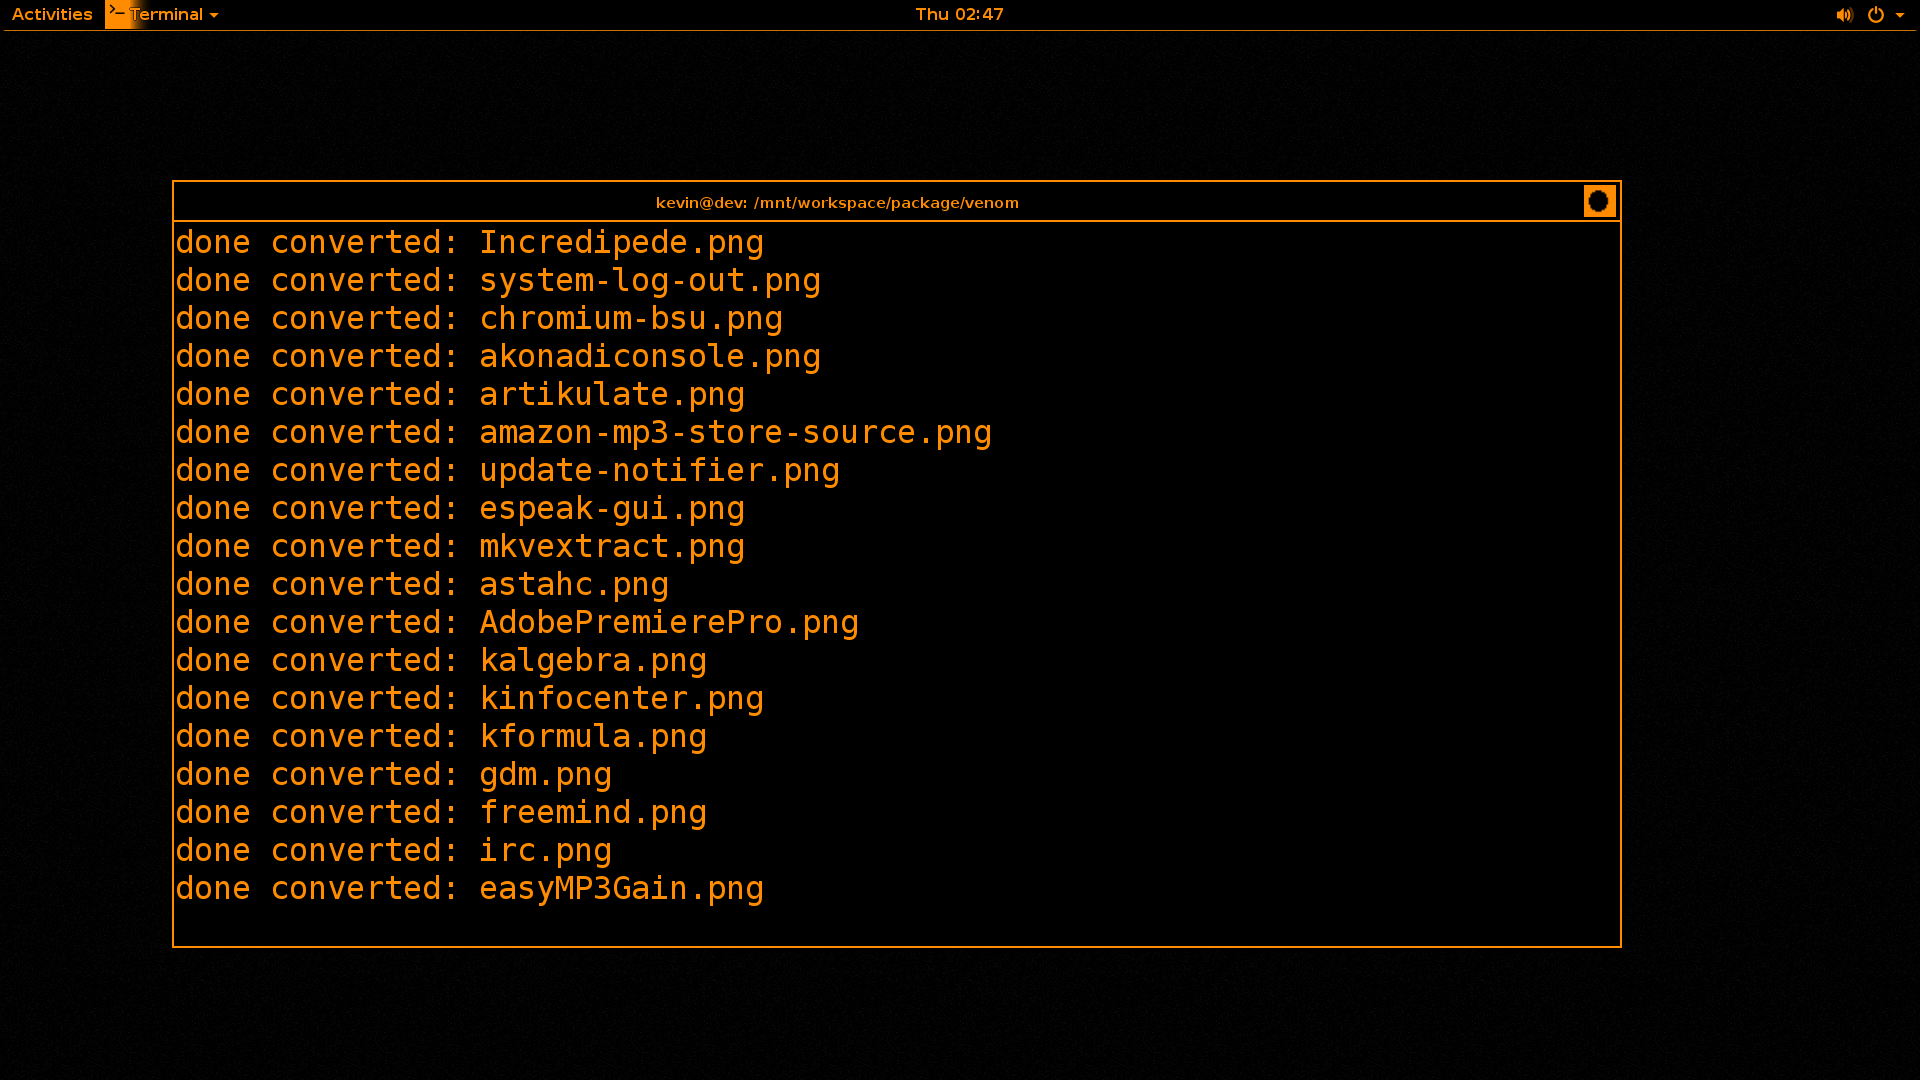 Activities Terminal Thu 02:47
kevin@dev: /mnt/workspace/package/venom
done converted: Incredipede.png
done converted: system-log-out.png
done converted: chromium-bsu.png
done converted: akonadiconsole.png
done converted: artikulate.png
done converted: amazon-mp3-store-source.png
done converted: update-notifier.png
done converted: espeak-gui.png
done converted: mkvextract.png
done converted: astahc.png
done converted: AdobePremierePro.png
done converted: kalgebra.png
done converted: kinfocenter.png
done converted: kformula.png
done converted: gdm.png
done converted: freemind.png
done converted: irc.png
done converted: easyMP3Gain.png